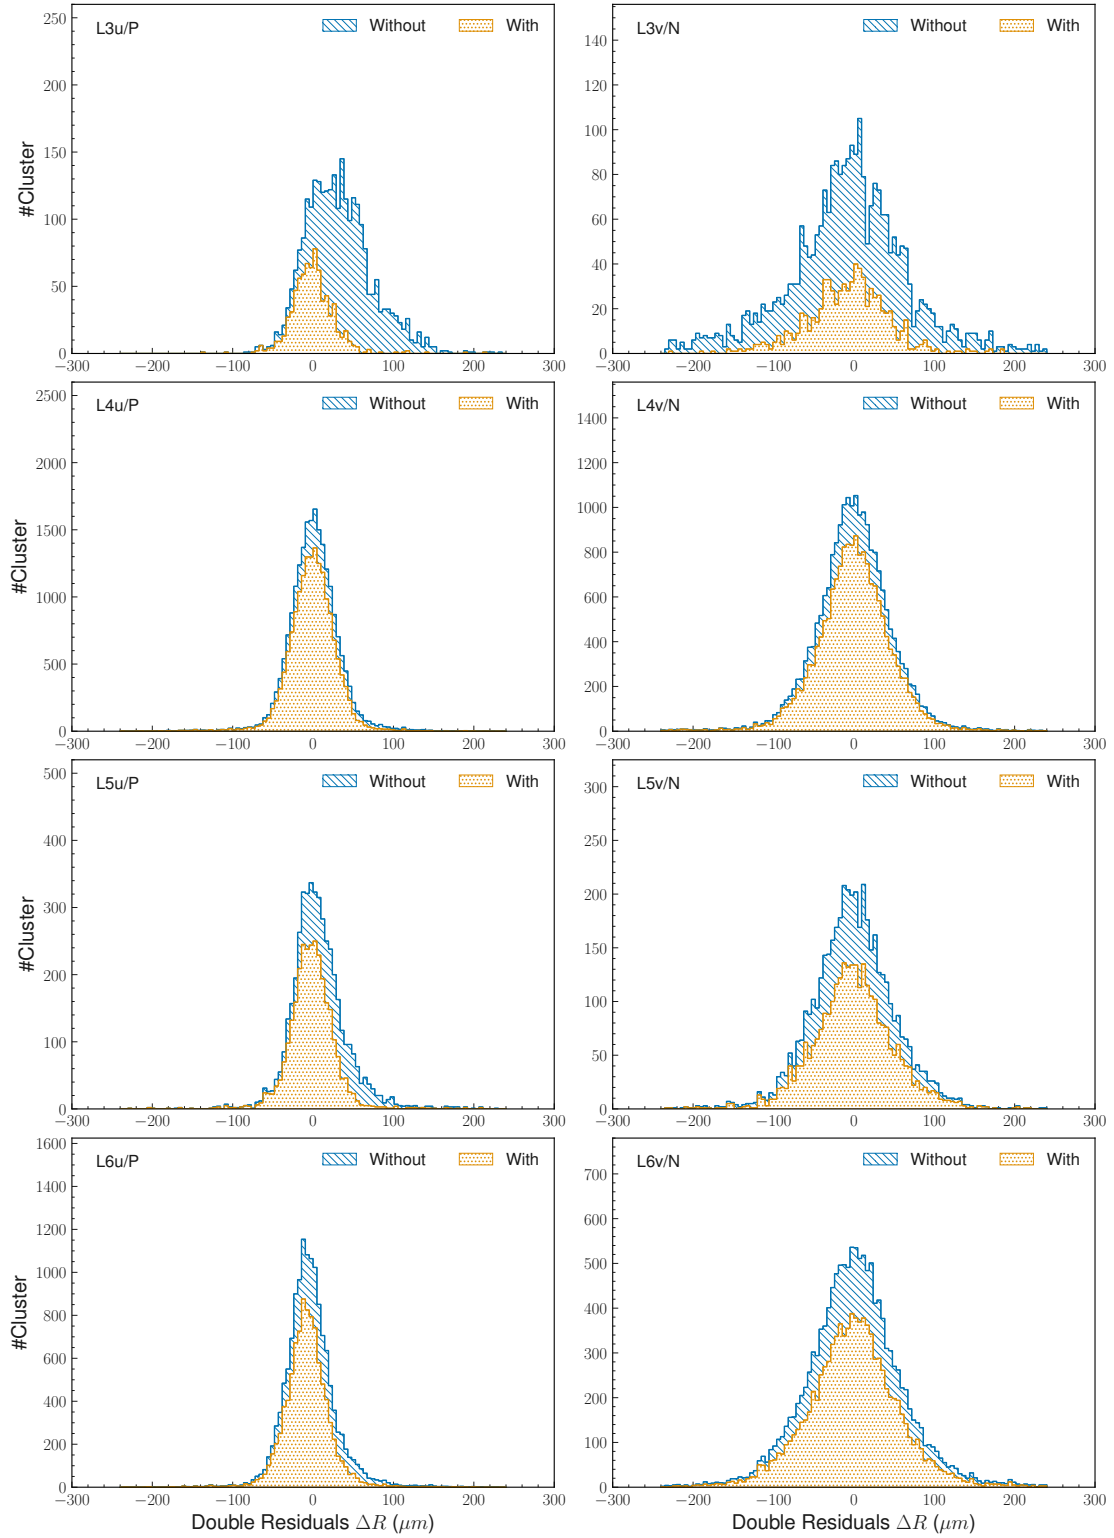 L3u/P Without With
250
200
150
100
50
0
−300 −200 −100 0 100 200 300
#Cluster
L3v/N Without With
140
120
100
80
60
40
20
0
−300 −200 −100 0 100 200 300
L4u/P Without With
2500
2000
1500
1000
500
0
−300 −200 −100 0 100 200 300
#Cluster
L4v/N Without With
1400
1200
1000
800
600
400
200
0
−300 −200 −100 0 100 200 300
L5u/P Without With
500
400
300
200
100
0
−300 −200 −100 0 100 200 300
#Cluster
L5v/N Without With
300
250
200
150
100
50
0
−300 −200 −100 0 100 200 300
L6u/P Without With
1600
1400
1200
1000
800
600
400
200
0
−300 −200 −100 0 100 200 300
#Cluster
Double Residuals ΔR (μm)
L6v/N Without With
700
600
500
400
300
200
100
0
−300 −200 −100 0 100 200 300
Double Residuals ΔR (μm)